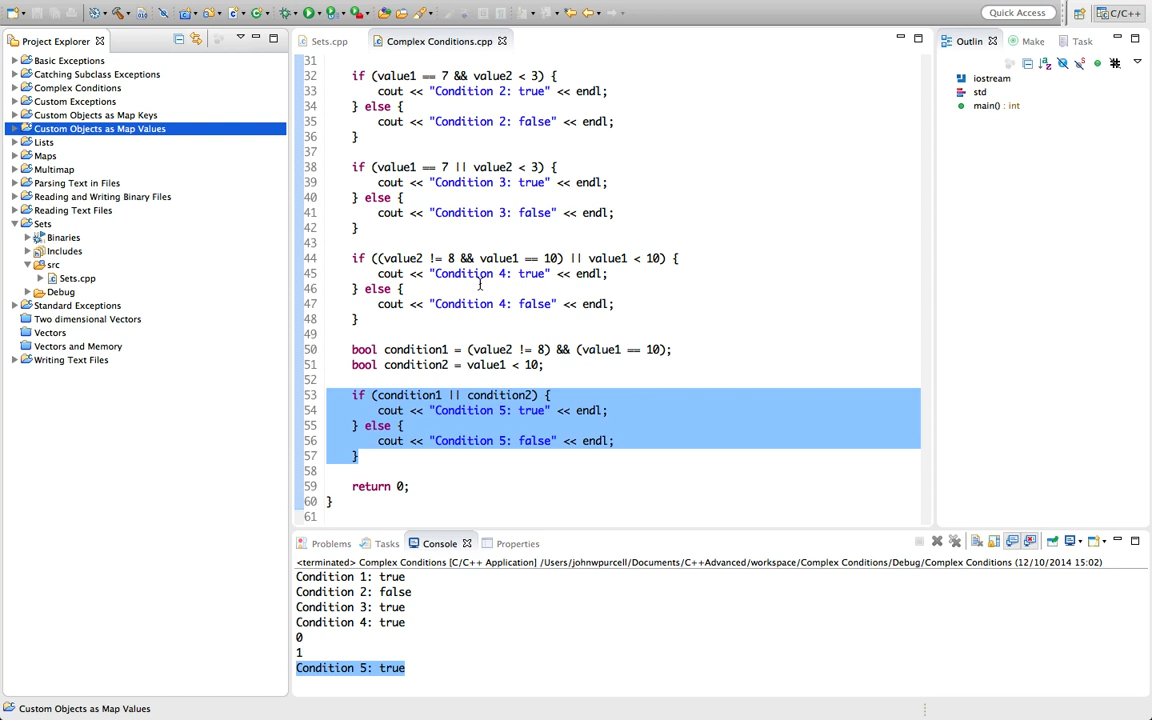 Quick Access
C/C++
Project Explorer
Sets.cpp
Complex Conditions.cpp
Outlin
Make
Task
Basic Exceptions
Catching Subclass Exceptions
Complex Conditions
Custom Exceptions
Custom Objects as Map Keys
Custom Objects as Map Values
Lists
Maps
Multimap
Parsing Text in Files
Reading and Writing Binary Files
Reading Text Files
Sets
Binaries
Includes
src
Sets.cpp
Debug
Standard Exceptions
Two dimensional Vectors
Vectors
Vectors and Memory
Writing Text Files
31
32 if (value1 == 7 && value2 < 3) {
33 cout << "Condition 2: true" << endl;
34 } else {
35 cout << "Condition 2: false" << endl;
36 }
37
38 if (value1 == 7 || value2 < 3) {
39 cout << "Condition 3: true" << endl;
40 } else {
41 cout << "Condition 3: false" << endl;
42 }
43
44 if ((value2 != 8 && value1 == 10) || value1 < 10) {
45 cout << "Condition 4: true" << endl;
46 } else {
47 cout << "Condition 4: false" << endl;
48 }
49
50 bool condition1 = (value2 != 8) && (value1 == 10);
51 bool condition2 = value1 < 10;
52
53 if (condition1 || condition2) {
54 cout << "Condition 5: true" << endl;
55 } else {
56 cout << "Condition 5: false" << endl;
57 }
58
59 return 0;
60 }
61
iostream
std
main() : int
Problems
Tasks
Console
Properties
<terminated> Complex Conditions [C/C++ Application] /Users/johnwpurcell/Documents/C++Advanced/workspace/Complex Conditions/Debug/Complex Conditions (12/10/2014 15:02)
Condition 1: true
Condition 2: false
Condition 3: true
Condition 4: true
0
1
Condition 5: true
Custom Objects as Map Values